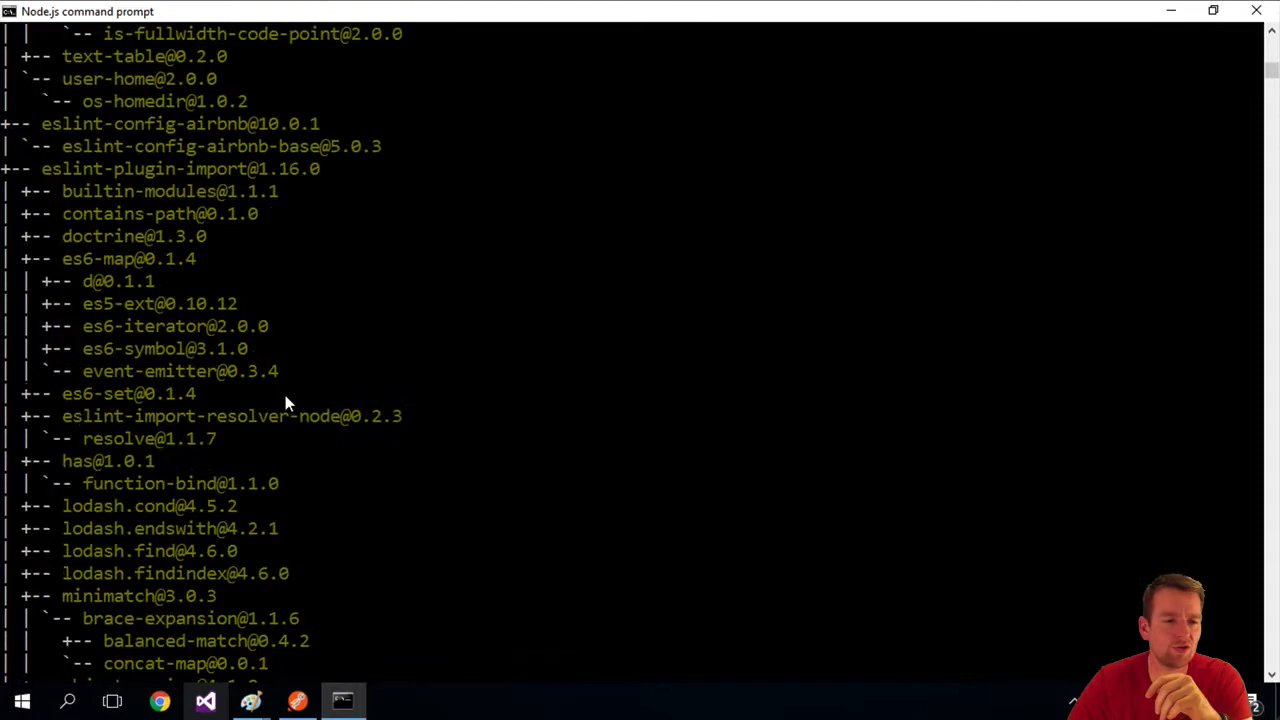 Node.js command prompt
| | `-- is-fullwidth-code-point@2.0.0
| +-- text-table@0.2.0
| `-- user-home@2.0.0
|   `-- os-homedir@1.0.2
+-- eslint-config-airbnb@10.0.1
| `-- eslint-config-airbnb-base@5.0.3
+-- eslint-plugin-import@1.16.0
| +-- builtin-modules@1.1.1
| +-- contains-path@0.1.0
| +-- doctrine@1.3.0
| +-- es6-map@0.1.4
| | +-- d@0.1.1
| | +-- es5-ext@0.10.12
| | +-- es6-iterator@2.0.0
| | +-- es6-symbol@3.1.0
| | `-- event-emitter@0.3.4
| +-- es6-set@0.1.4
| +-- eslint-import-resolver-node@0.2.3
| | `-- resolve@1.1.7
| +-- has@1.0.1
| | `-- function-bind@1.1.0
| +-- lodash.cond@4.5.2
| +-- lodash.endswith@4.2.1
| +-- lodash.find@4.6.0
| +-- lodash.findindex@4.6.0
| +-- minimatch@3.0.3
| | `-- brace-expansion@1.1.6
| |   +-- balanced-match@0.4.2
| |   `-- concat-map@0.0.1
2